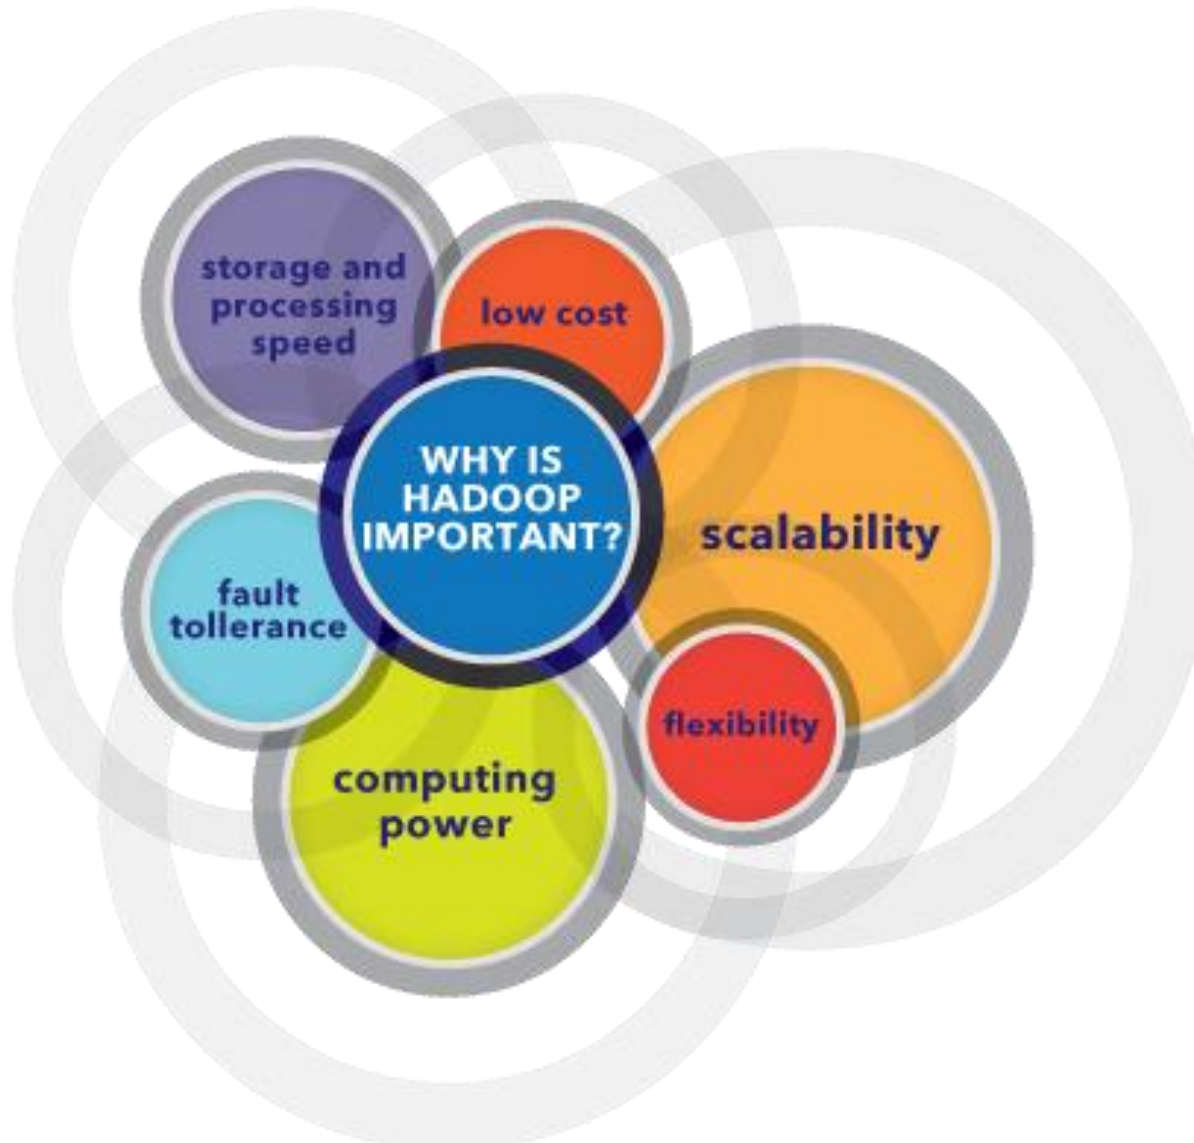 storage and
processing
speed
low cost
WHY IS
HADOOP
IMPORTANT?
scalability
fault
tollerance
flexibility
computing
power